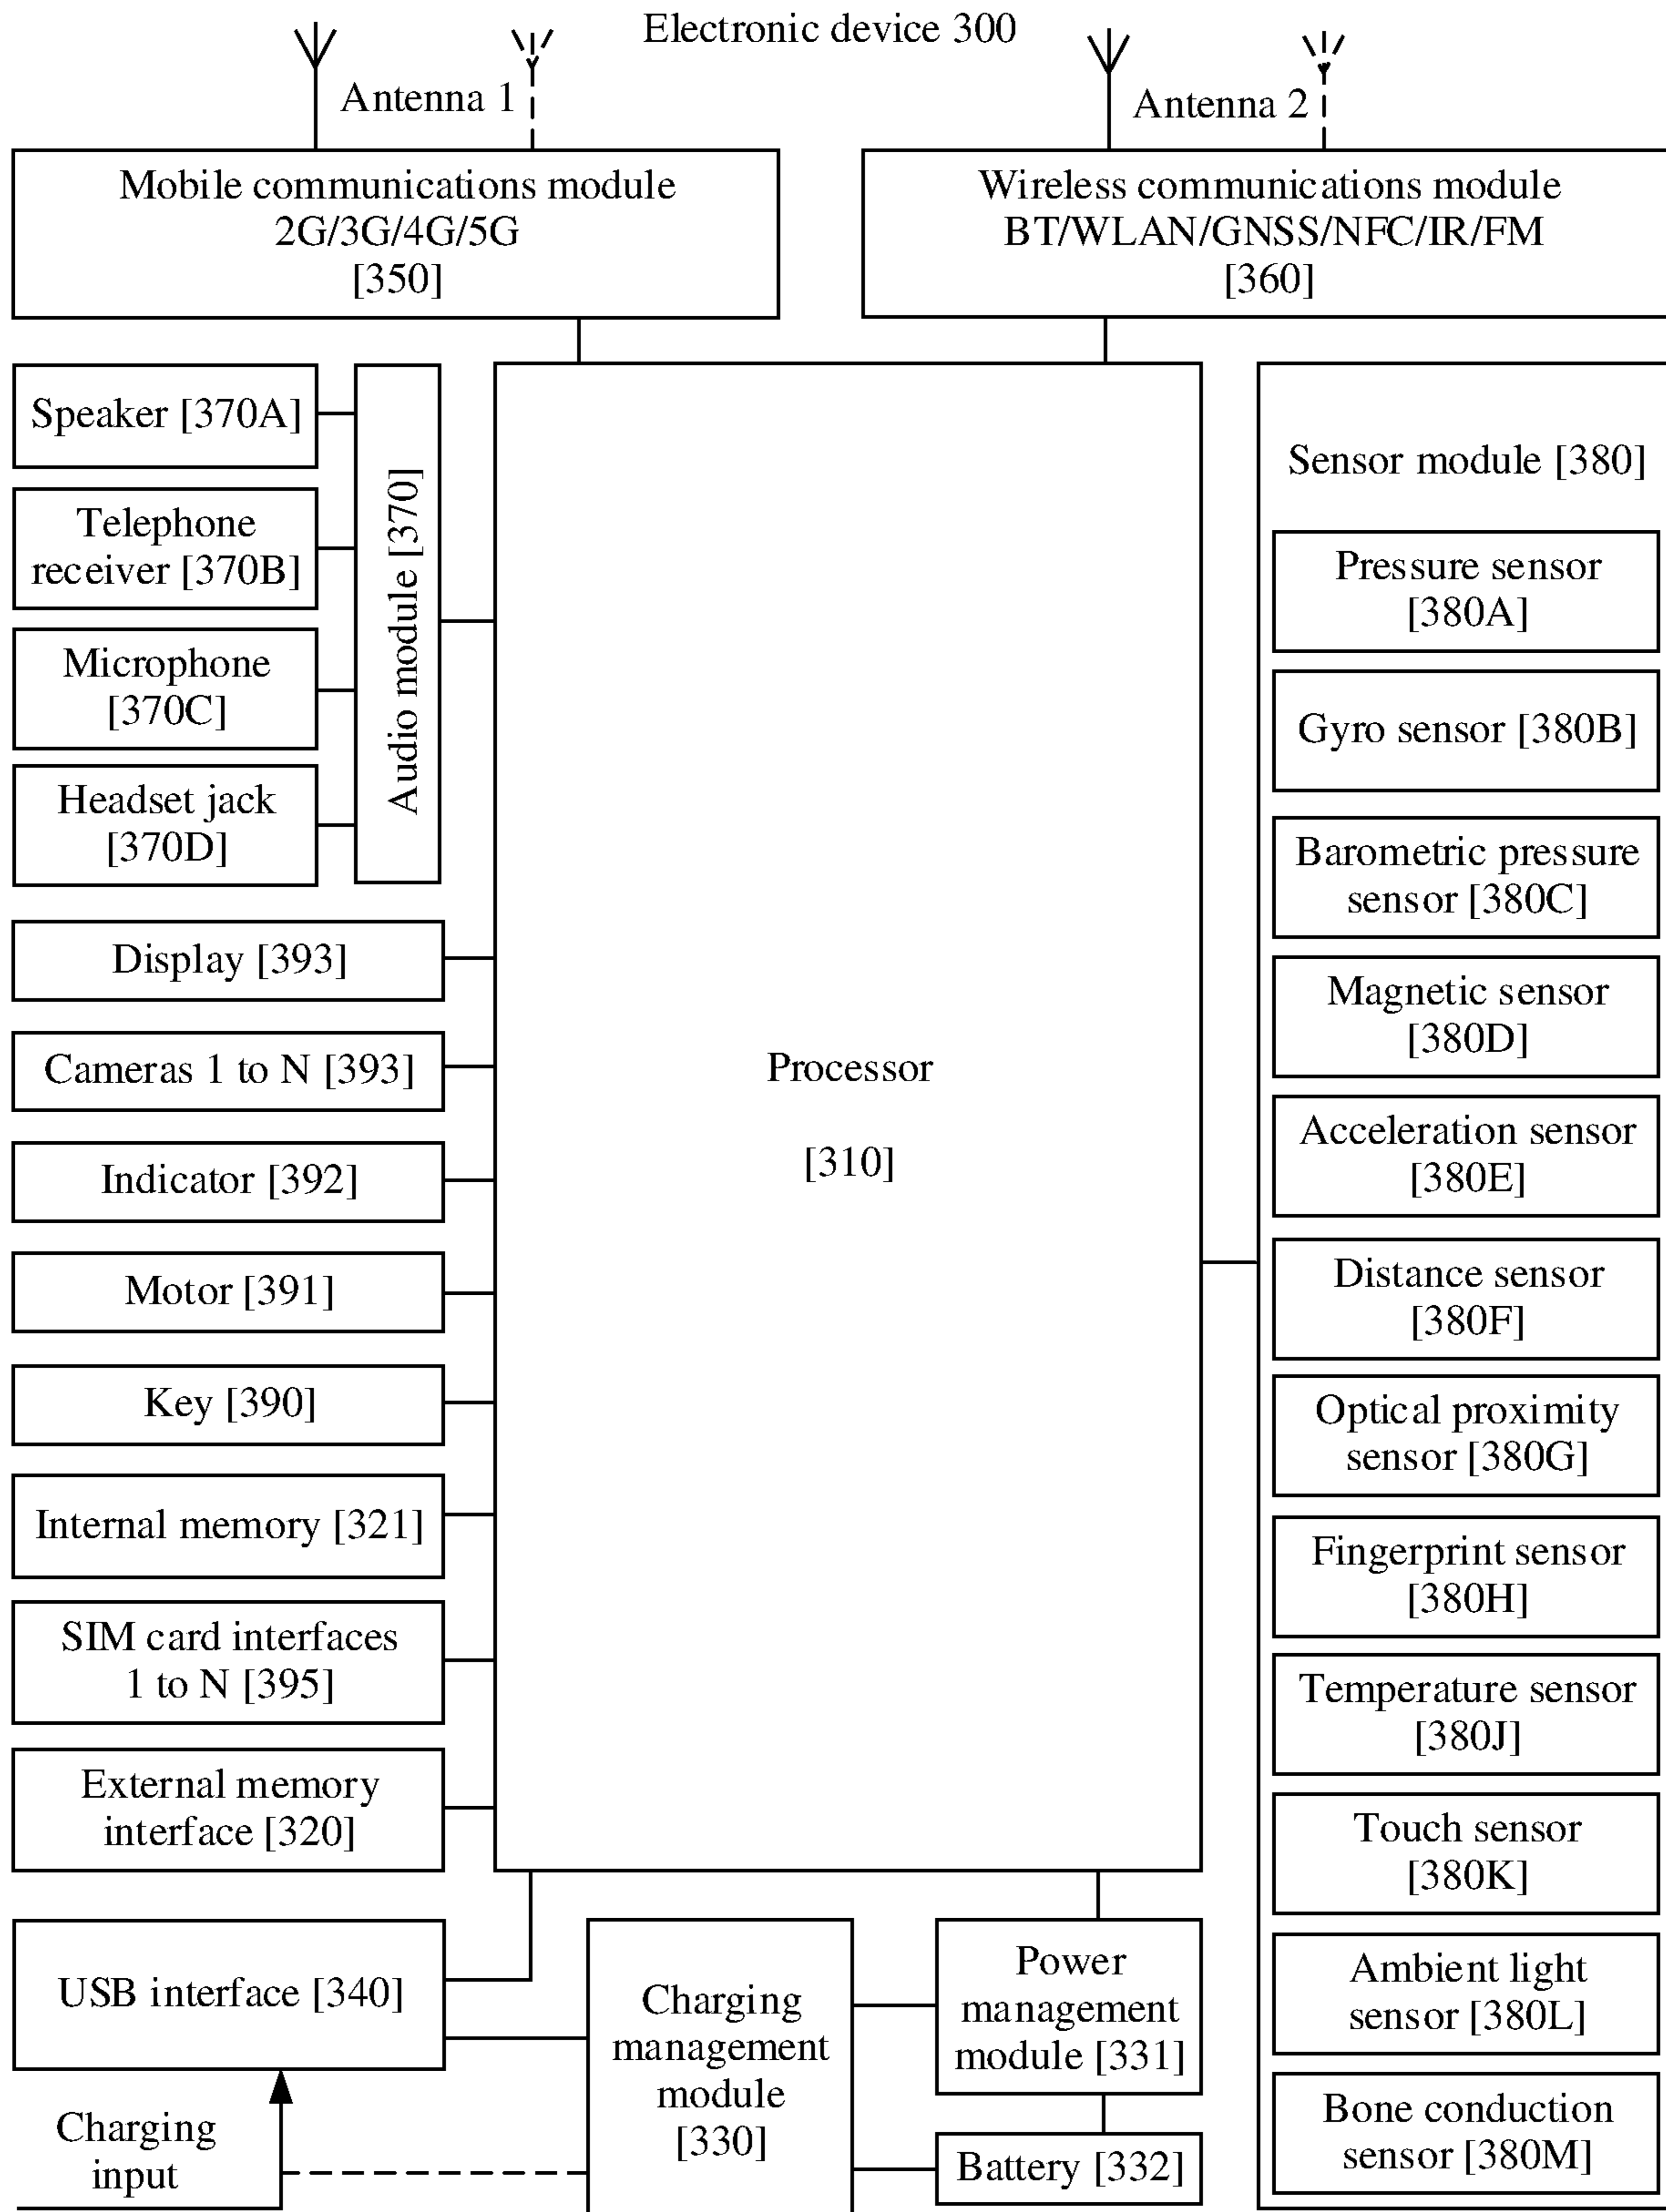 Electronic device 300
Antenna 1
Antenna 2
Mobile communications module
2G/3G/4G/5G
[350]
Wireless communications module
BT/WLAN/GNSS/NFC/IR/FM
[360]
Speaker [370A]
Telephone
receiver [370B]
Microphone
[370C]
Headset jack
[370D]
Audio module [370]
Display [393]
Cameras 1 to N [393]
Indicator [392]
Motor [391]
Key [390]
Internal memory [321]
SIM card interfaces
1 to N [395]
External memory
interface [320]
USB interface [340]
Charging
input
Processor
[310]
Charging
management
module
[330]
Power
management
module [331]
Battery [332]
Sensor module [380]
Pressure sensor
[380A]
Gyro sensor [380B]
Barometric pressure
sensor [380C]
Magnetic sensor
[380D]
Acceleration sensor
[380E]
Distance sensor
[380F]
Optical proximity
sensor [380G]
Fingerprint sensor
[380H]
Temperature sensor
[380J]
Touch sensor
[380K]
Ambient light
sensor [380L]
Bone conduction
sensor [380M]